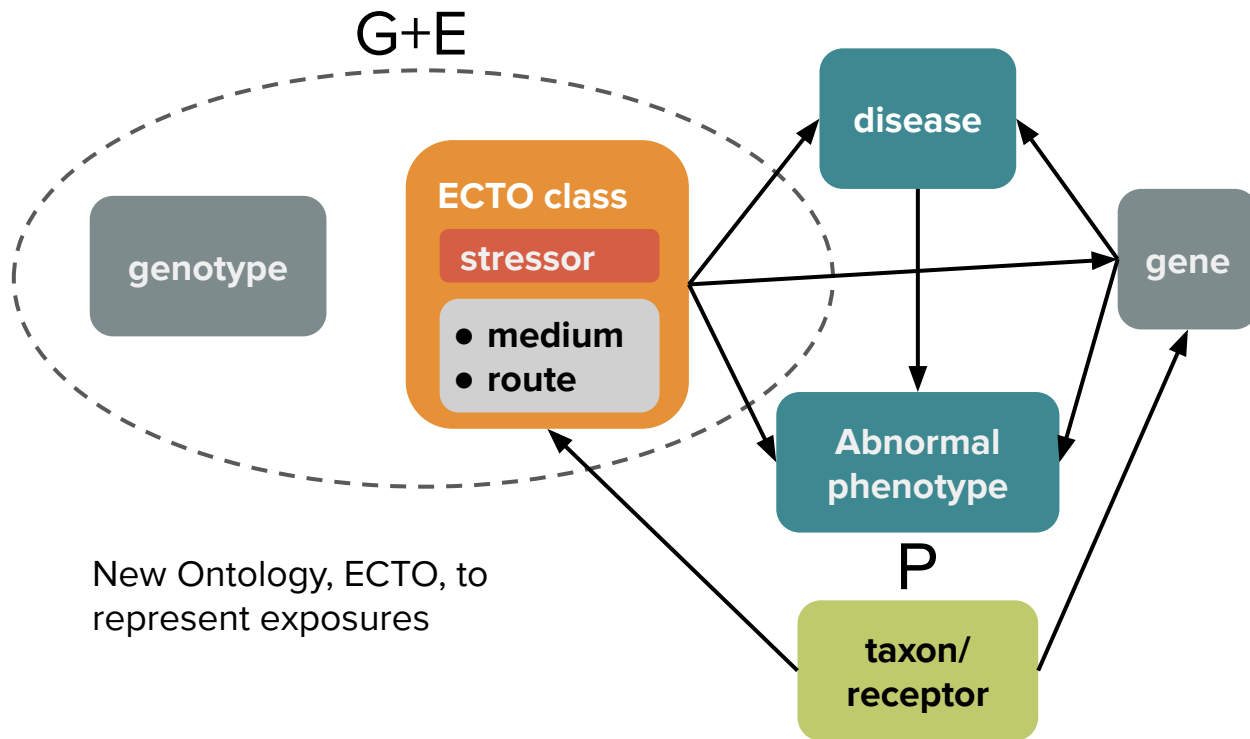 G+E
disease
ECTO class
stressor
genotype
gene
● medium
● route
Abnormal
phenotype
P
New Ontology, ECTO, to
represent exposures
taxon/
receptor